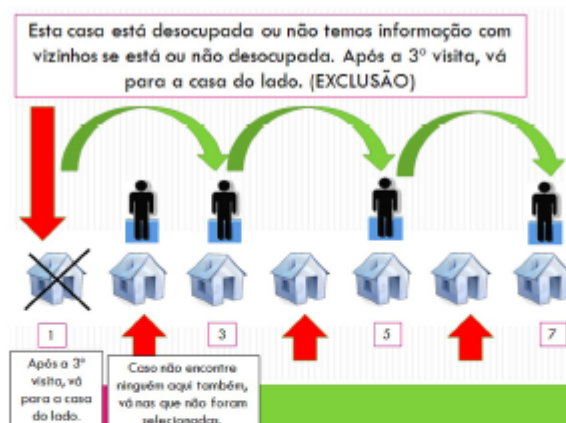 Esta casa está desocupada ou não temos informação com
vizinhos se está ou não desocupada. Após a 3º visita, vá
para a casa do lado. (EXCLUSÃO)
1
3
5
7
Após a 3º
visita, vá
para a casa
do lado.
Caso não encontre
ninguém aqui também,
vá nas que não foram
selecionadas.